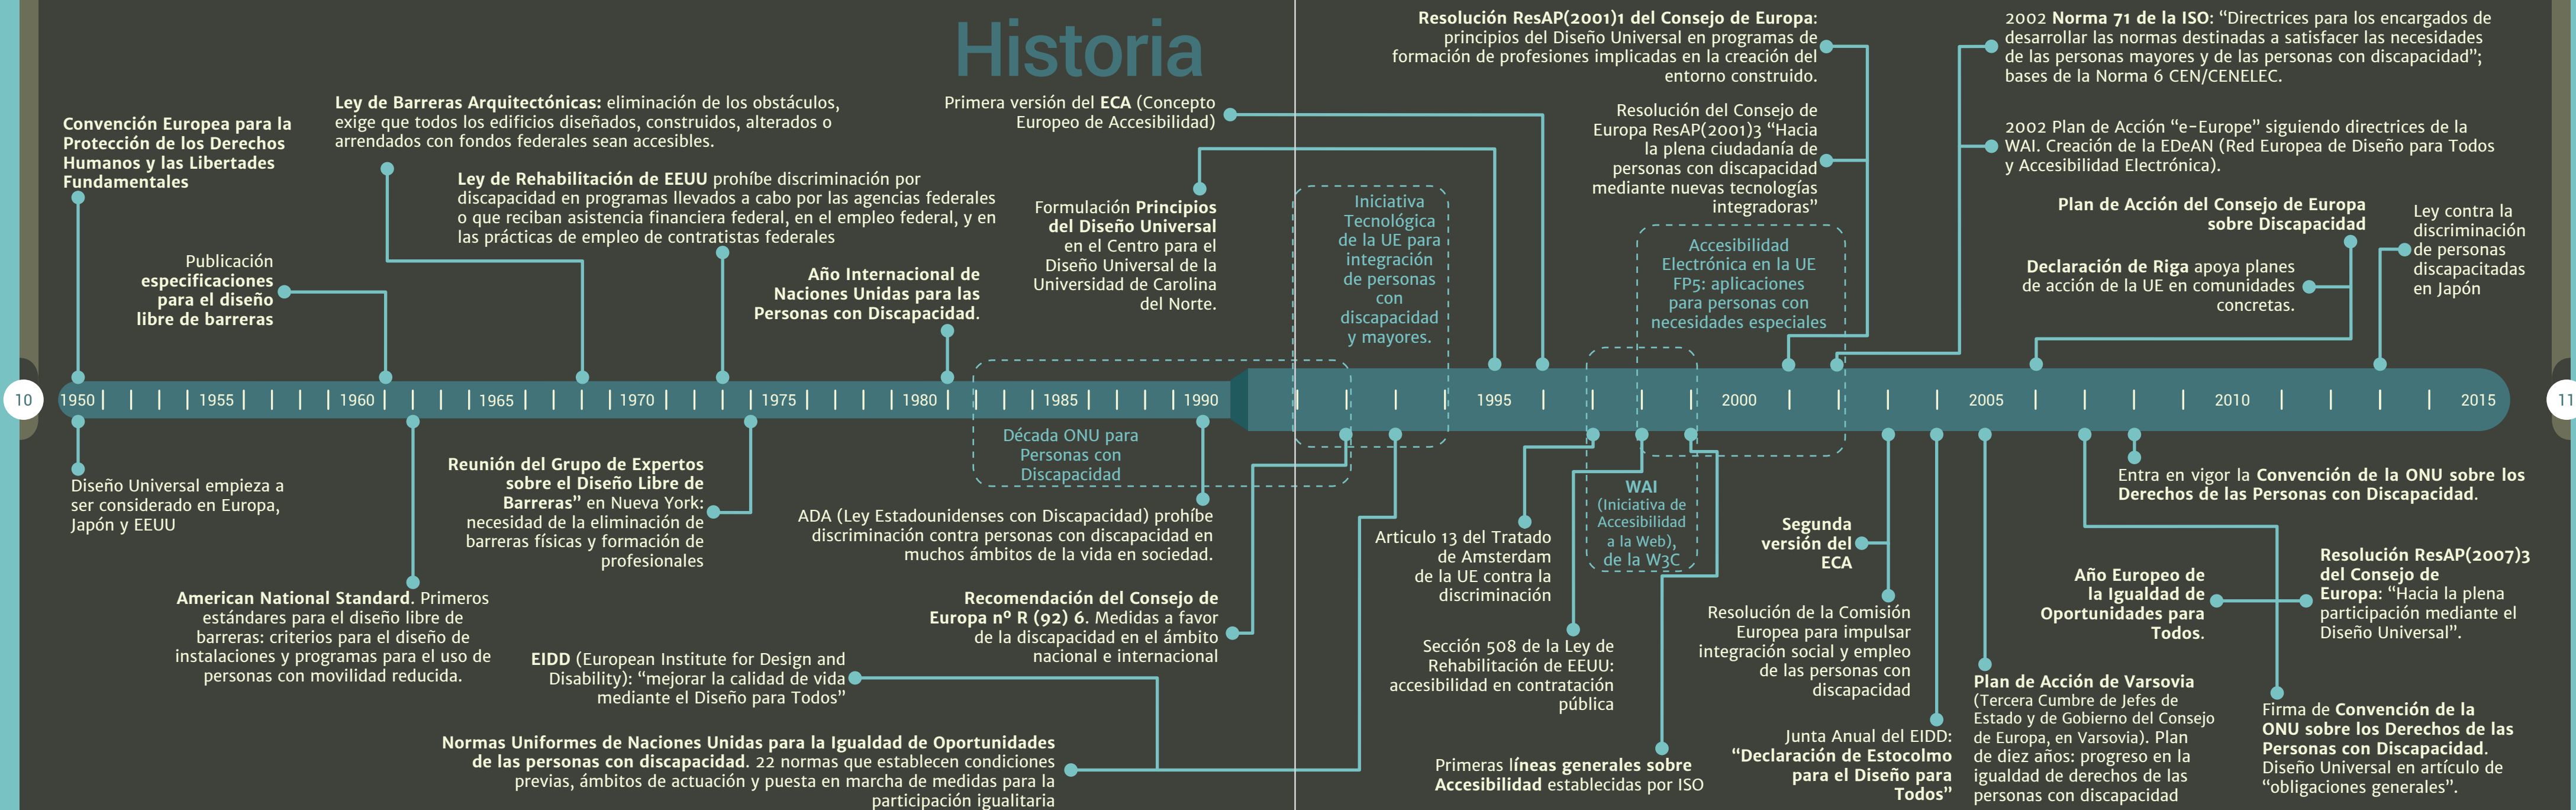 Historia
Convención Europea para la
Protección de los Derechos
Humanos y las Libertades
Fundamentales
Publicación
especificaciones
para el diseño
libre de barreras
Ley de Barreras Arquitectónicas: eliminación de los obstáculos,
exige que todos los edificios diseñados, construidos, alterados o
arrendados con fondos federales sean accesibles.
Ley de Rehabilitación de EEUU prohíbe discriminación por
discapacidad en programas llevados a cabo por las agencias federales
o que reciban asistencia financiera federal, en el empleo federal, y en
las prácticas de empleo de contratistas federales
Año Internacional de
Naciones Unidas para las
Personas con Discapacidad.
Primera versión del ECA (Concepto
Europeo de Accesibilidad)
Formulación Principios
del Diseño Universal
en el Centro para el
Diseño Universal de la
Universidad de Carolina
del Norte.
Iniciativa
Tecnológica
de la UE para
integración
de personas
con
discapacidad
y mayores.
Resolución ResAP(2001)1 del Consejo de Europa:
principios del Diseño Universal en programas de
formación de profesiones implicadas en la creación del
entorno construido.
Resolución del Consejo de
Europa ResAP(2001)3 “Hacia
la plena ciudadanía de
personas con discapacidad
mediante nuevas tecnologías
integradoras”
Accesibilidad
Electrónica en la UE
FP5: aplicaciones
para personas con
necesidades especiales
2002 Norma 71 de la ISO: “Directrices para los encargados de
desarrollar las normas destinadas a satisfacer las necesidades
de las personas mayores y de las personas con discapacidad”;
bases de la Norma 6 CEN/CENELEC.
2002 Plan de Acción “e-Europe” siguiendo directrices de la
WAI. Creación de la EDeAN (Red Europea de Diseño para Todos
y Accesibilidad Electrónica).
Plan de Acción del Consejo de Europa
sobre Discapacidad
Declaración de Riga apoya planes
de acción de la UE en comunidades
concretas.
Ley contra la
discriminación
de personas
discapacitadas
en Japón
10
1950 1955 1960 1965 1970 1975 1980 1985 1990 1995 2000 2005 2010 2015
11
Diseño Universal empieza a
ser considerado en Europa,
Japón y EEUU
American National Standard. Primeros
estándares para el diseño libre de
barreras: criterios para el diseño de
instalaciones y programas para el uso de
personas con movilidad reducida.
Reunión del Grupo de Expertos
sobre el Diseño Libre de
Barreras” en Nueva York:
necesidad de la eliminación de
barreras físicas y formación de
profesionales
Década ONU para
Personas con
Discapacidad
ADA (Ley Estadounidenses con Discapacidad) prohíbe
discriminación contra personas con discapacidad en
muchos ámbitos de la vida en sociedad.
Recomendación del Consejo de
Europa nº R (92) 6. Medidas a favor
de la discapacidad en el ámbito
nacional e internacional
EIDD (European Institute for Design and
Disability): “mejorar la calidad de vida
mediante el Diseño para Todos”
Normas Uniformes de Naciones Unidas para la Igualdad de Oportunidades
de las personas con discapacidad. 22 normas que establecen condiciones
previas, ámbitos de actuación y puesta en marcha de medidas para la
participación igualitaria
Articulo 13 del Tratado
de Amsterdam
de la UE contra la
discriminación
Sección 508 de la Ley de
Rehabilitación de EEUU:
accesibilidad en contratación
pública
WAI
(Iniciativa de
Accesibilidad
a la Web),
de la W3C
Primeras líneas generales sobre
Accesibilidad establecidas por ISO
Segunda
versión del
ECA
Resolución de la Comisión
Europea para impulsar
integración social y empleo
de las personas con
discapacidad
Junta Anual del EIDD:
“Declaración de Estocolmo
para el Diseño para
Todos”
Plan de Acción de Varsovia
(Tercera Cumbre de Jefes de
Estado y de Gobierno del Consejo
de Europa, en Varsovia). Plan
de diez años: progreso en la
igualdad de derechos de las
personas con discapacidad
Entra en vigor la Convención de la ONU sobre los
Derechos de las Personas con Discapacidad.
Año Europeo de
la Igualdad de
Oportunidades para
Todos.
Resolución ResAP(2007)3
del Consejo de
Europa: “Hacia la plena
participación mediante el
Diseño Universal”.
Firma de Convención de la
ONU sobre los Derechos de las
Personas con Discapacidad.
Diseño Universal en artículo de
“obligaciones generales”.